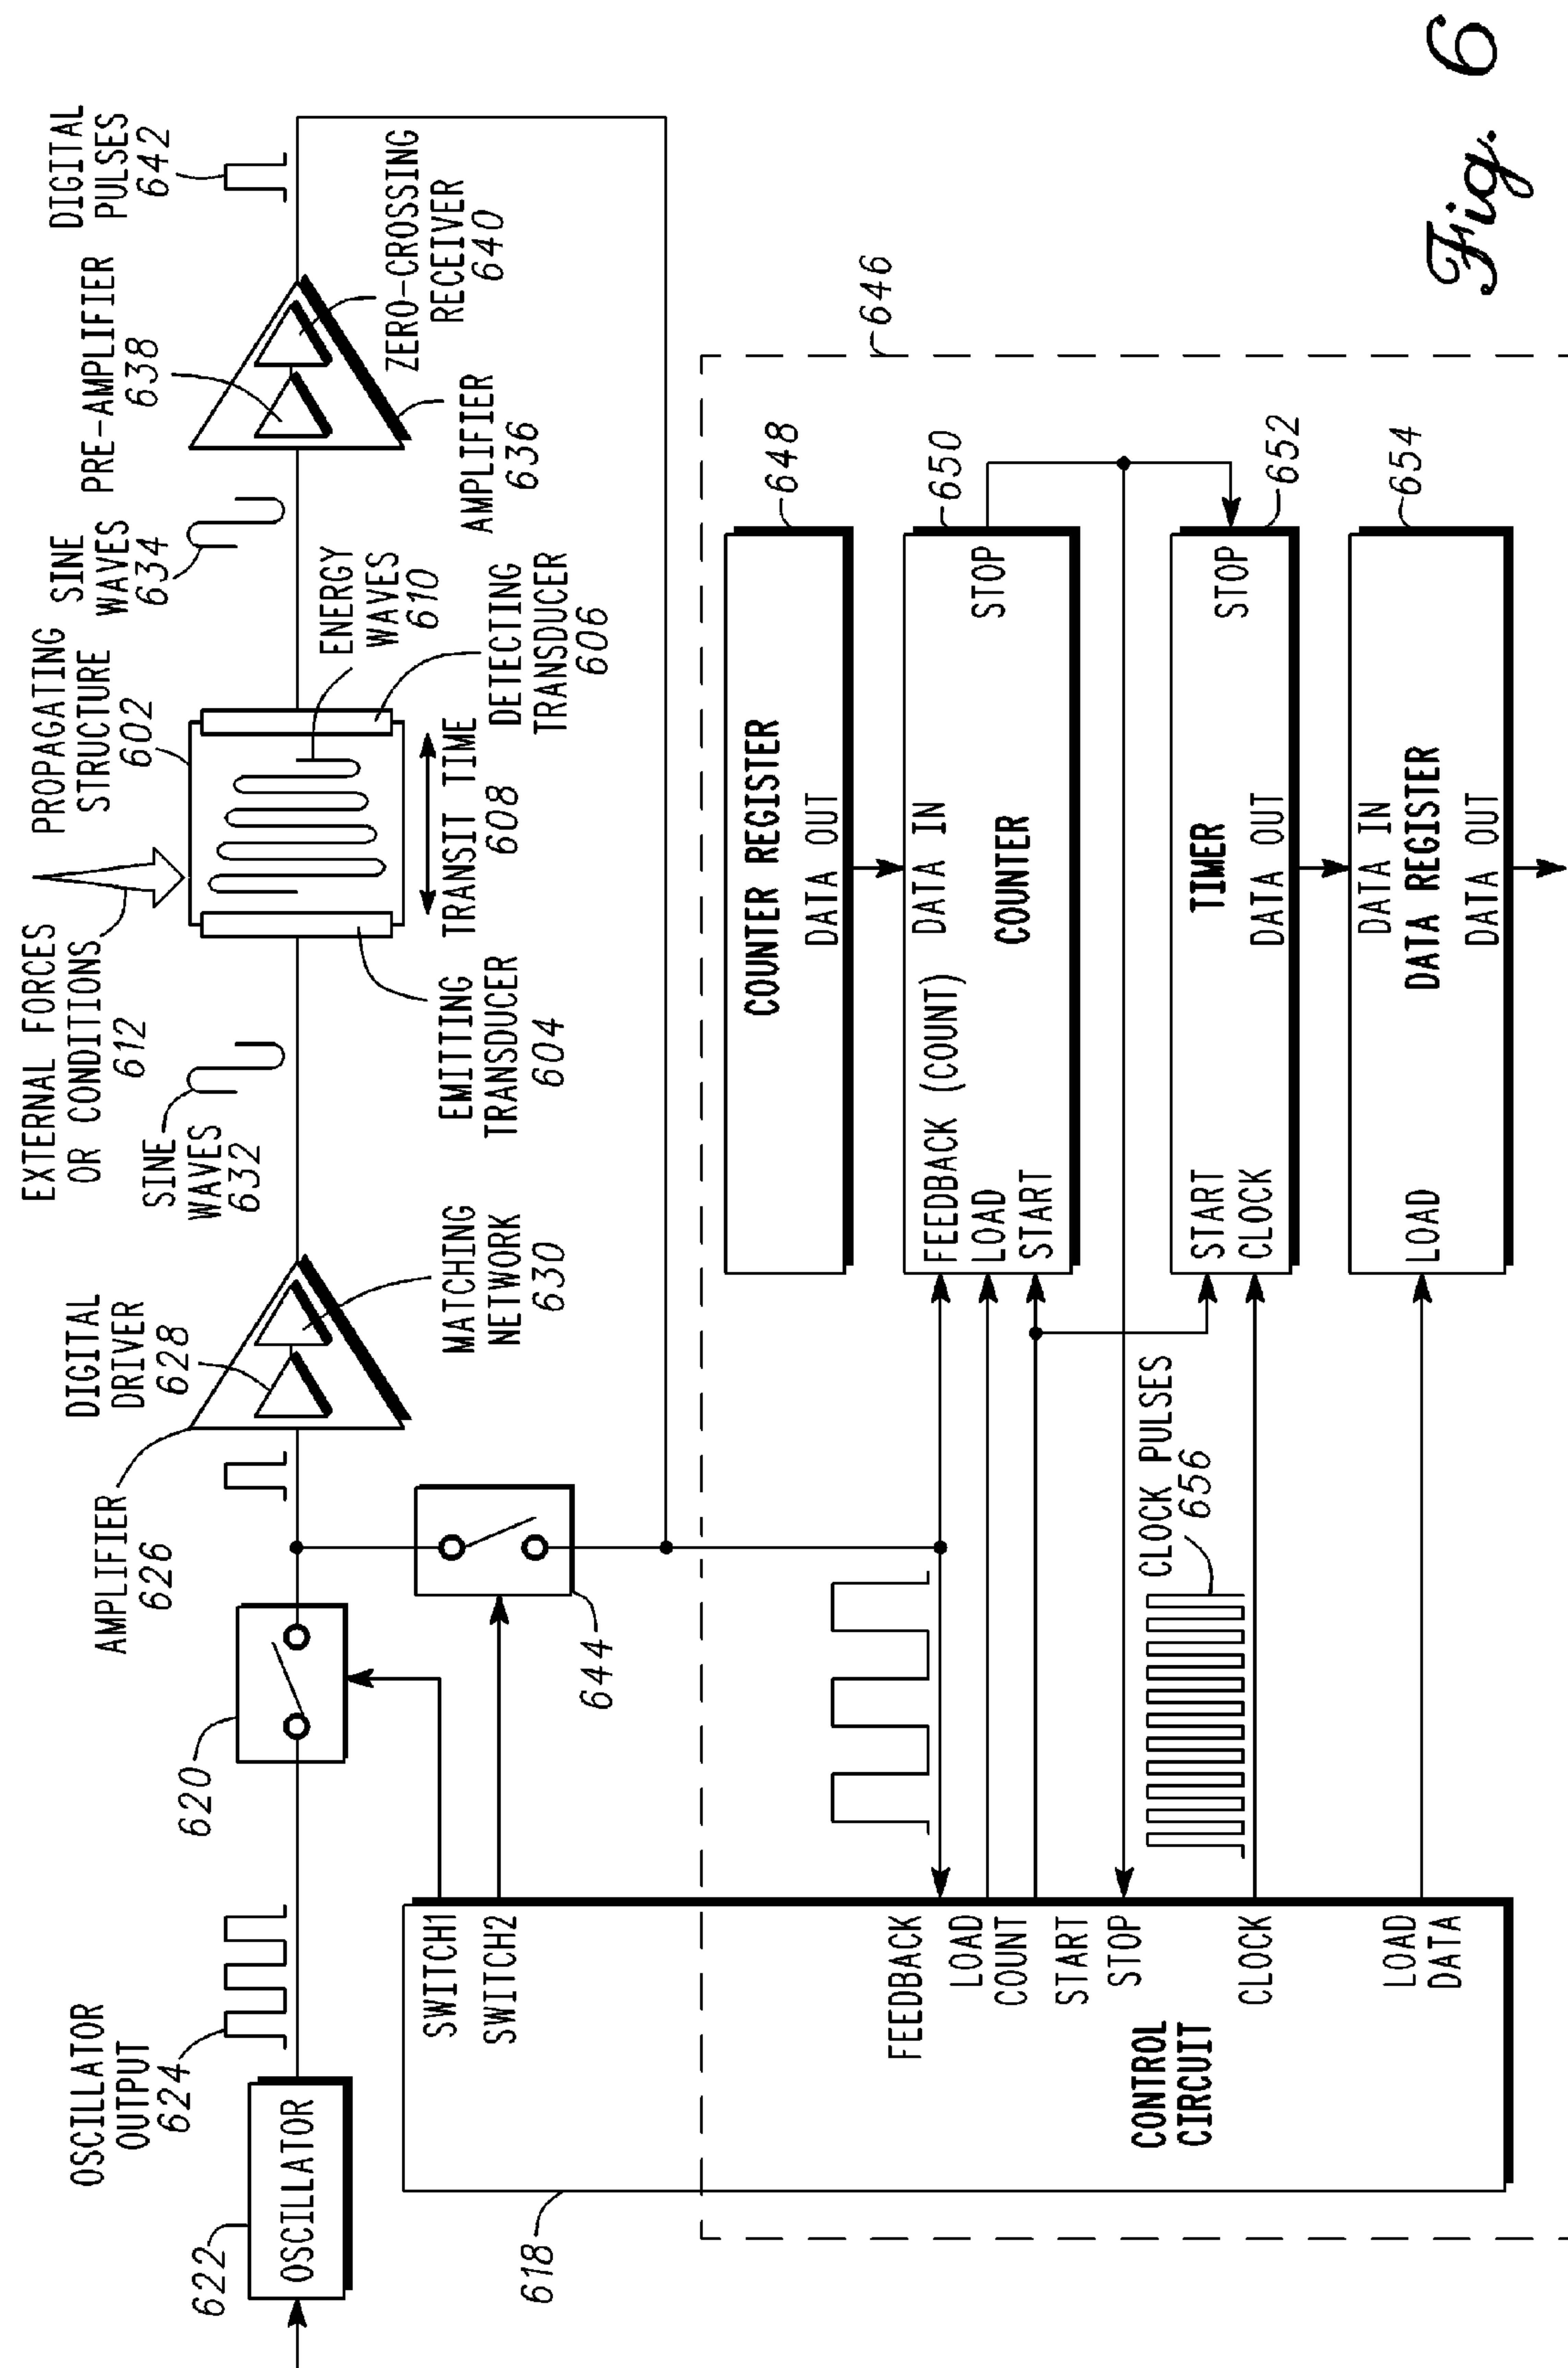 EXTERNAL FORCES
OR CONDITIONS
612
PROPAGATING
STRUCTURE
602
OSCILLATOR
OUTPUT
624
622
OSCILLATOR
620
AMPLIFIER
626
DIGITAL
DRIVER
628
MATCHING
NETWORK
630
SINE
WAVES
632
EMITTING
TRANSDUCER
604
TRANSIT TIME
608
ENERGY
WAVES
610
DETECTING
TRANSDUCER
606
SINE
WAVES
634
PRE-AMPLIFIER
638
AMPLIFIER
636
ZERO-CROSSING
RECEIVER
640
DIGITAL
PULSES
642
644
618
SWITCH1
SWITCH2
FEEDBACK
LOAD
COUNT
START
STOP
CLOCK
LOAD
DATA
CONTROL
CIRCUIT
646
COUNTER REGISTER
DATA OUT
648
FEEDBACK (COUNT)
LOAD
START
DATA IN
COUNTER
STOP
650
CLOCK PULSES
656
START
CLOCK
TIMER
DATA OUT
STOP
652
LOAD
DATA IN
DATA REGISTER
DATA OUT
654
Fig. 6